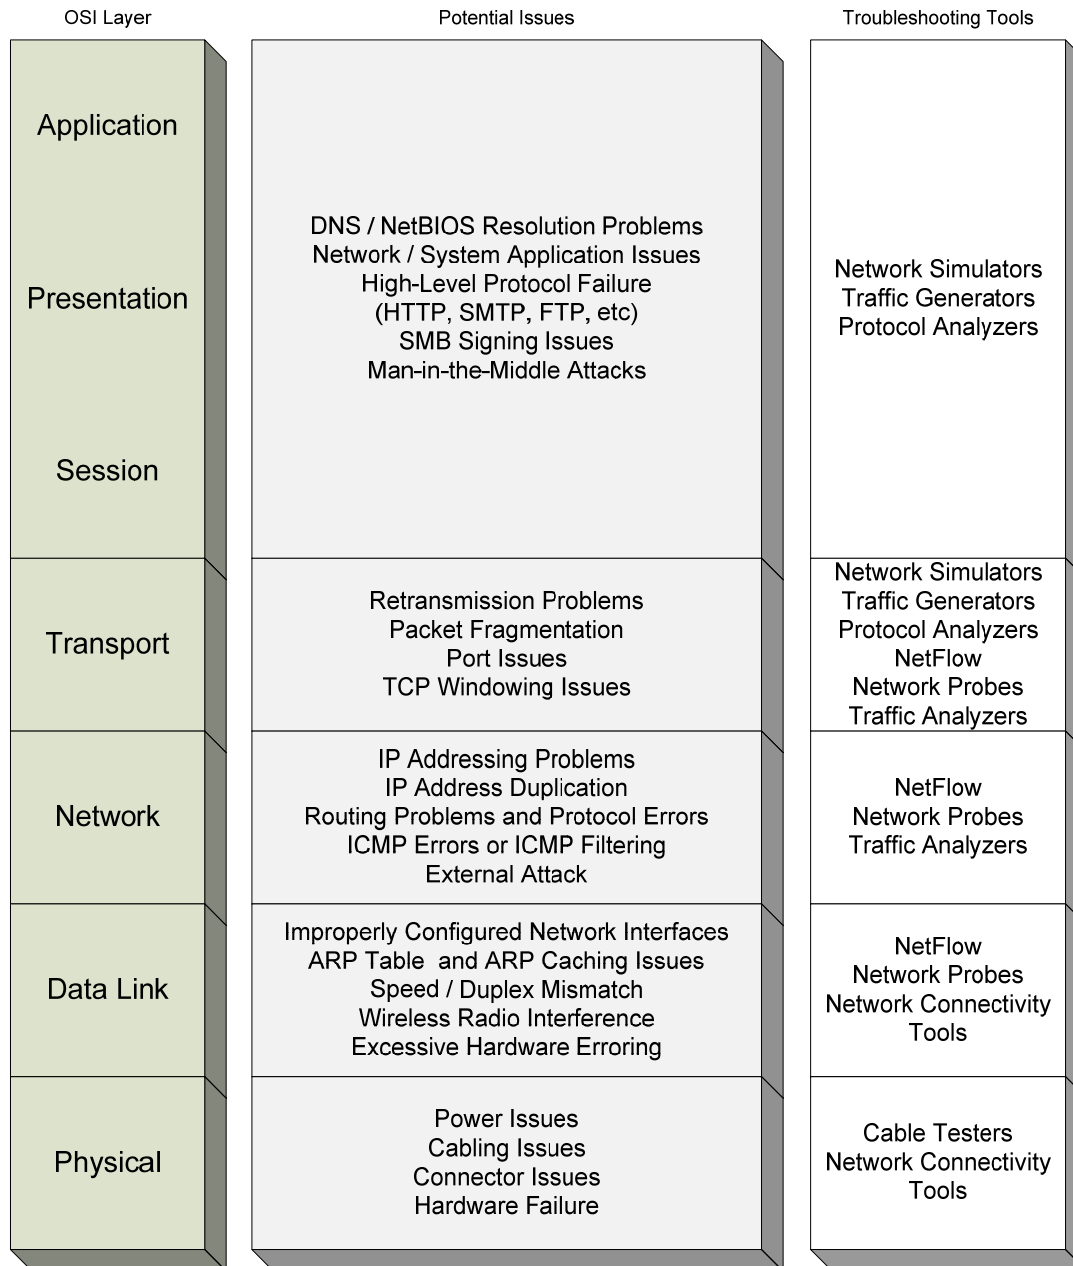 OSI Layer
Potential Issues
Troubleshooting Tools
Application
Presentation
Session
DNS / NetBIOS Resolution Problems
Network / System Application Issues
High-Level Protocol Failure
(HTTP, SMTP, FTP, etc)
SMB Signing Issues
Man-in-the-Middle Attacks
Network Simulators
Traffic Generators
Protocol Analyzers
Transport
Retransmission Problems
Packet Fragmentation
Port Issues
TCP Windowing Issues
Network Simulators
Traffic Generators
Protocol Analyzers
NetFlow
Network Probes
Traffic Analyzers
Network
IP Addressing Problems
IP Address Duplication
Routing Problems and Protocol Errors
ICMP Errors or ICMP Filtering
External Attack
NetFlow
Network Probes
Traffic Analyzers
Data Link
Improperly Configured Network Interfaces
ARP Table and ARP Caching Issues
Speed / Duplex Mismatch
Wireless Radio Interference
Excessive Hardware Erroring
NetFlow
Network Probes
Network Connectivity
Tools
Physical
Power Issues
Cabling Issues
Connector Issues
Hardware Failure
Cable Testers
Network Connectivity
Tools